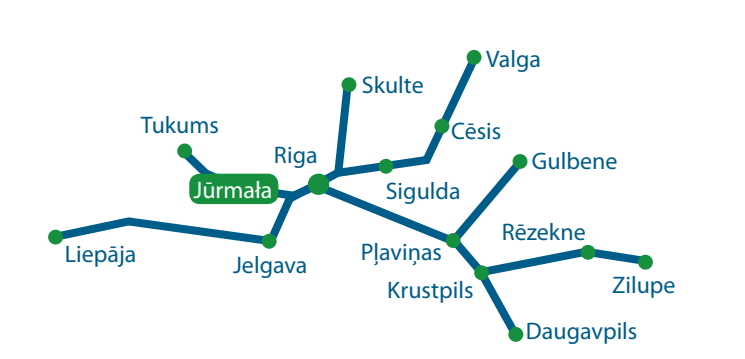 Valga
Skulte
Tukums
Cēsis
Riga
Gulbene
Jūrmała
Sigulda
Rēzekne
Liepāja
Pļaviņas
Jelgava
Krustpils
Zilupe
Daugavpils